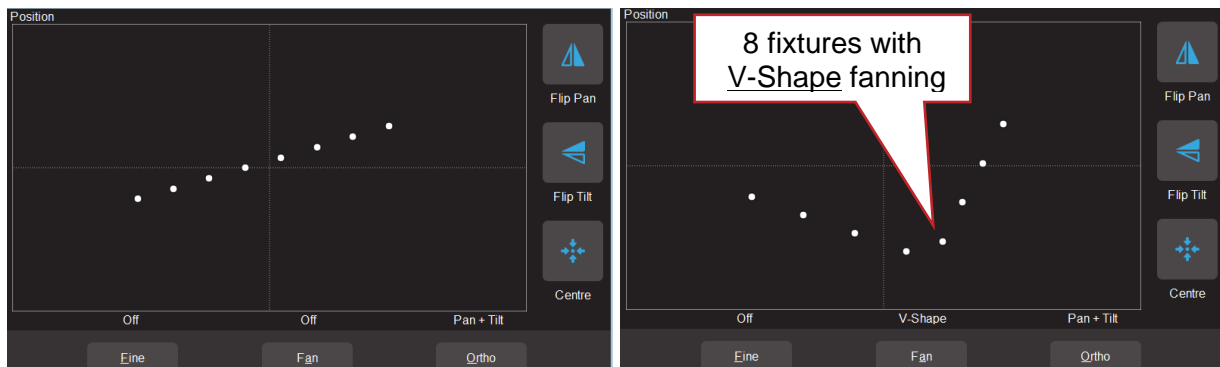 Position
Flip Pan
Flip Tilt
Centre
Off Off Pan + Tilt
Fine Fan Ortho
Position
8 fixtures with
V-Shape fanning
Flip Pan
Flip Tilt
Centre
Off V-Shape Pan + Tilt
Fine Fan Ortho